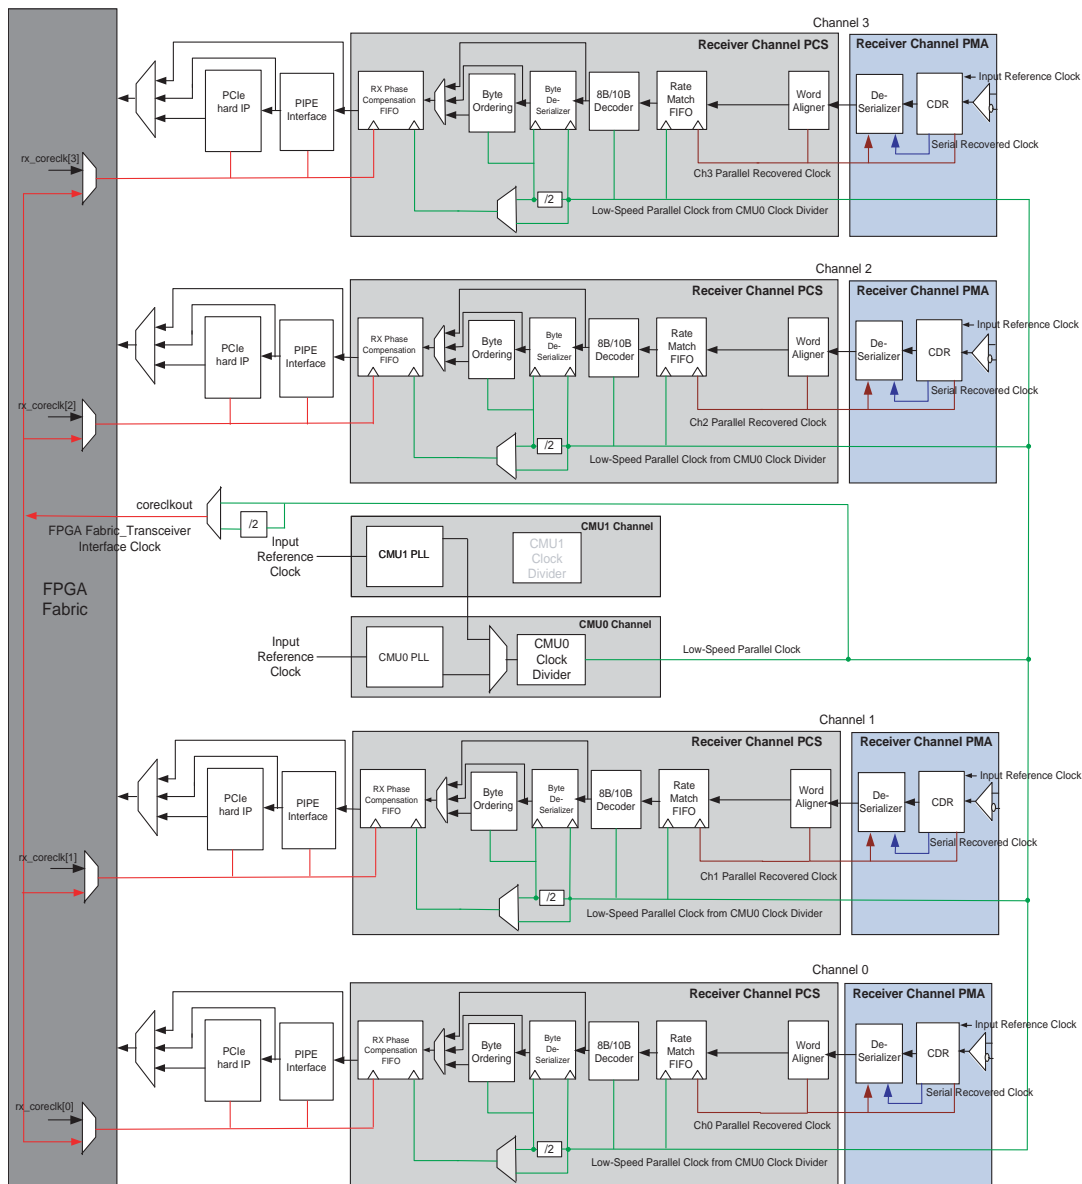 Channel 3
Receiver Channel PCS
Receiver Channel PMA
Input Reference Clock
PCIe
hard IP
PIPE
Interface
RX Phase
Compensation
FIFO
Byte
Ordering
Byte
De-
Serializer
8B/10B
Decoder
Rate
Match
FIFO
Word
Aligner
De-
Serializer
CDR
Serial Recovered Clock
rx_coreclk[3]
Ch3 Parallel Recovered Clock
/2
Low-Speed Parallel Clock from CMU0 Clock Divider
Channel 2
Receiver Channel PCS
Receiver Channel PMA
Input Reference Clock
PCIe
hard IP
PIPE
Interface
RX Phase
Compensation
FIFO
Byte
Ordering
Byte
De-
Serializer
8B/10B
Decoder
Rate
Match
FIFO
Word
Aligner
De-
Serializer
CDR
Serial Recovered Clock
rx_coreclk[2]
Ch2 Parallel Recovered Clock
/2
Low-Speed Parallel Clock from CMU0 Clock Divider
coreclkout
/2
FPGA Fabric_Transceiver
Interface Clock
FPGA
Fabric
Input
Reference
Clock
CMU1 Channel
CMU1 PLL
CMU1
Clock
Divider
Input
Reference
Clock
CMU0 Channel
CMU0 PLL
CMU0
Clock
Divider
Low-Speed Parallel Clock
Channel 1
Receiver Channel PCS
Receiver Channel PMA
Input Reference Clock
PCIe
hard IP
PIPE
Interface
RX Phase
Compensation
FIFO
Byte
Ordering
Byte
De-
Serializer
8B/10B
Decoder
Rate
Match
FIFO
Word
Aligner
De-
Serializer
CDR
Serial Recovered Clock
rx_coreclk[1]
Ch1 Parallel Recovered Clock
/2
Low-Speed Parallel Clock from CMU0 Clock Divider
Channel 0
Receiver Channel PCS
Receiver Channel PMA
Input Reference Clock
PCIe
hard IP
PIPE
Interface
RX Phase
Compensation
FIFO
Byte
Ordering
Byte
De-
Serializer
8B/10B
Decoder
Rate
Match
FIFO
Word
Aligner
De-
Serializer
CDR
Serial Recovered Clock
rx_coreclk[0]
Ch0 Parallel Recovered Clock
/2
Low-Speed Parallel Clock from CMU0 Clock Divider